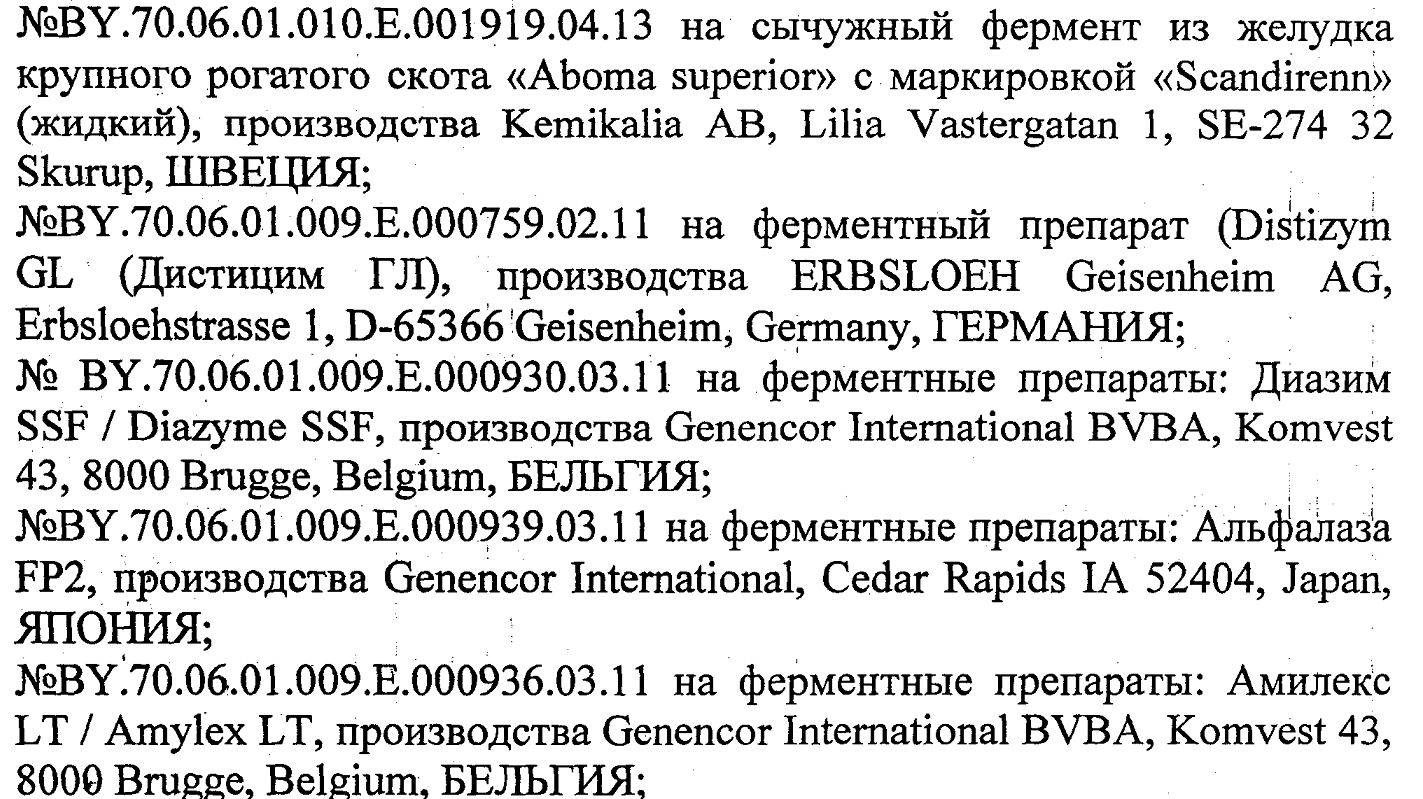 №BY.70.06.01.010.E.001919.04.13 на сычужный фермент из желудка
крупного рогатого скота «Aboma superior» с маркировкой «Scandirenn»
(жидкий), производства Kemikalia AB, Lilia Vastergatan 1, SE-274 32
Skurup, ШВЕЦИЯ;
№BY.70.06.01.009.E.000759.02.11 на ферментный препарат (Distizym
GL (Дистицим ГЛ), производства ERBSLOEH Geisenheim AG,
Erbsloehstrasse 1, D-65366 Geisenheim, Germany, ГЕРМАНИЯ;
№ BY.70.06.01.009.E.000930.03.11 на ферментные препараты: Диазим
SSF / Diazyme SSF, производства Genencor International BVBA, Komvest
43, 8000 Brugge, Belgium, БЕЛЬГИЯ;
№BY.70.06.01.009.E.000939.03.11 на ферментные препараты: Альфалаза
FP2, производства Genencor International, Cedar Rapids IA 52404, Japan,
ЯПОНИЯ;
№BY.70.06.01.009.E.000936.03.11 на ферментные препараты: Амилекс
LT / Amylex LT, производства Genencor International BVBA, Komvest 43,
8000 Brugge, Belgium, БЕЛЬГИЯ;